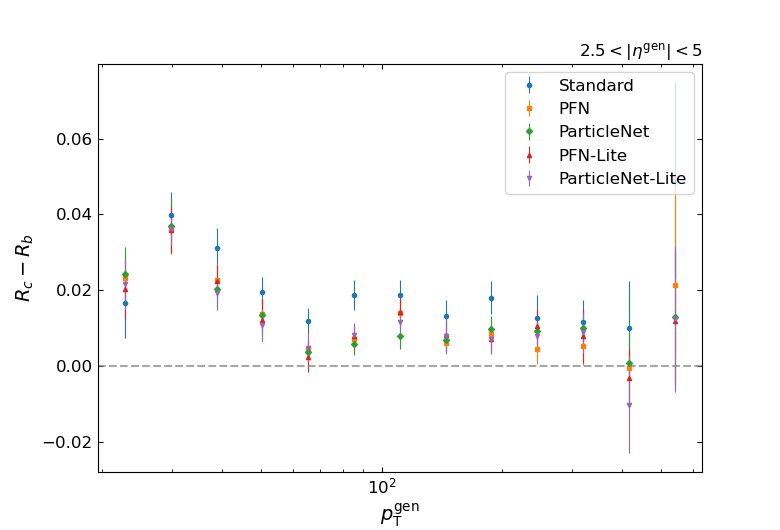 2.5 < |η^gen| < 5
Standard
PFN
ParticleNet
PFN-Lite
ParticleNet-Lite
0.06
0.04
0.02
0.00
−0.02
R_c − R_b
10^2
p_T^gen